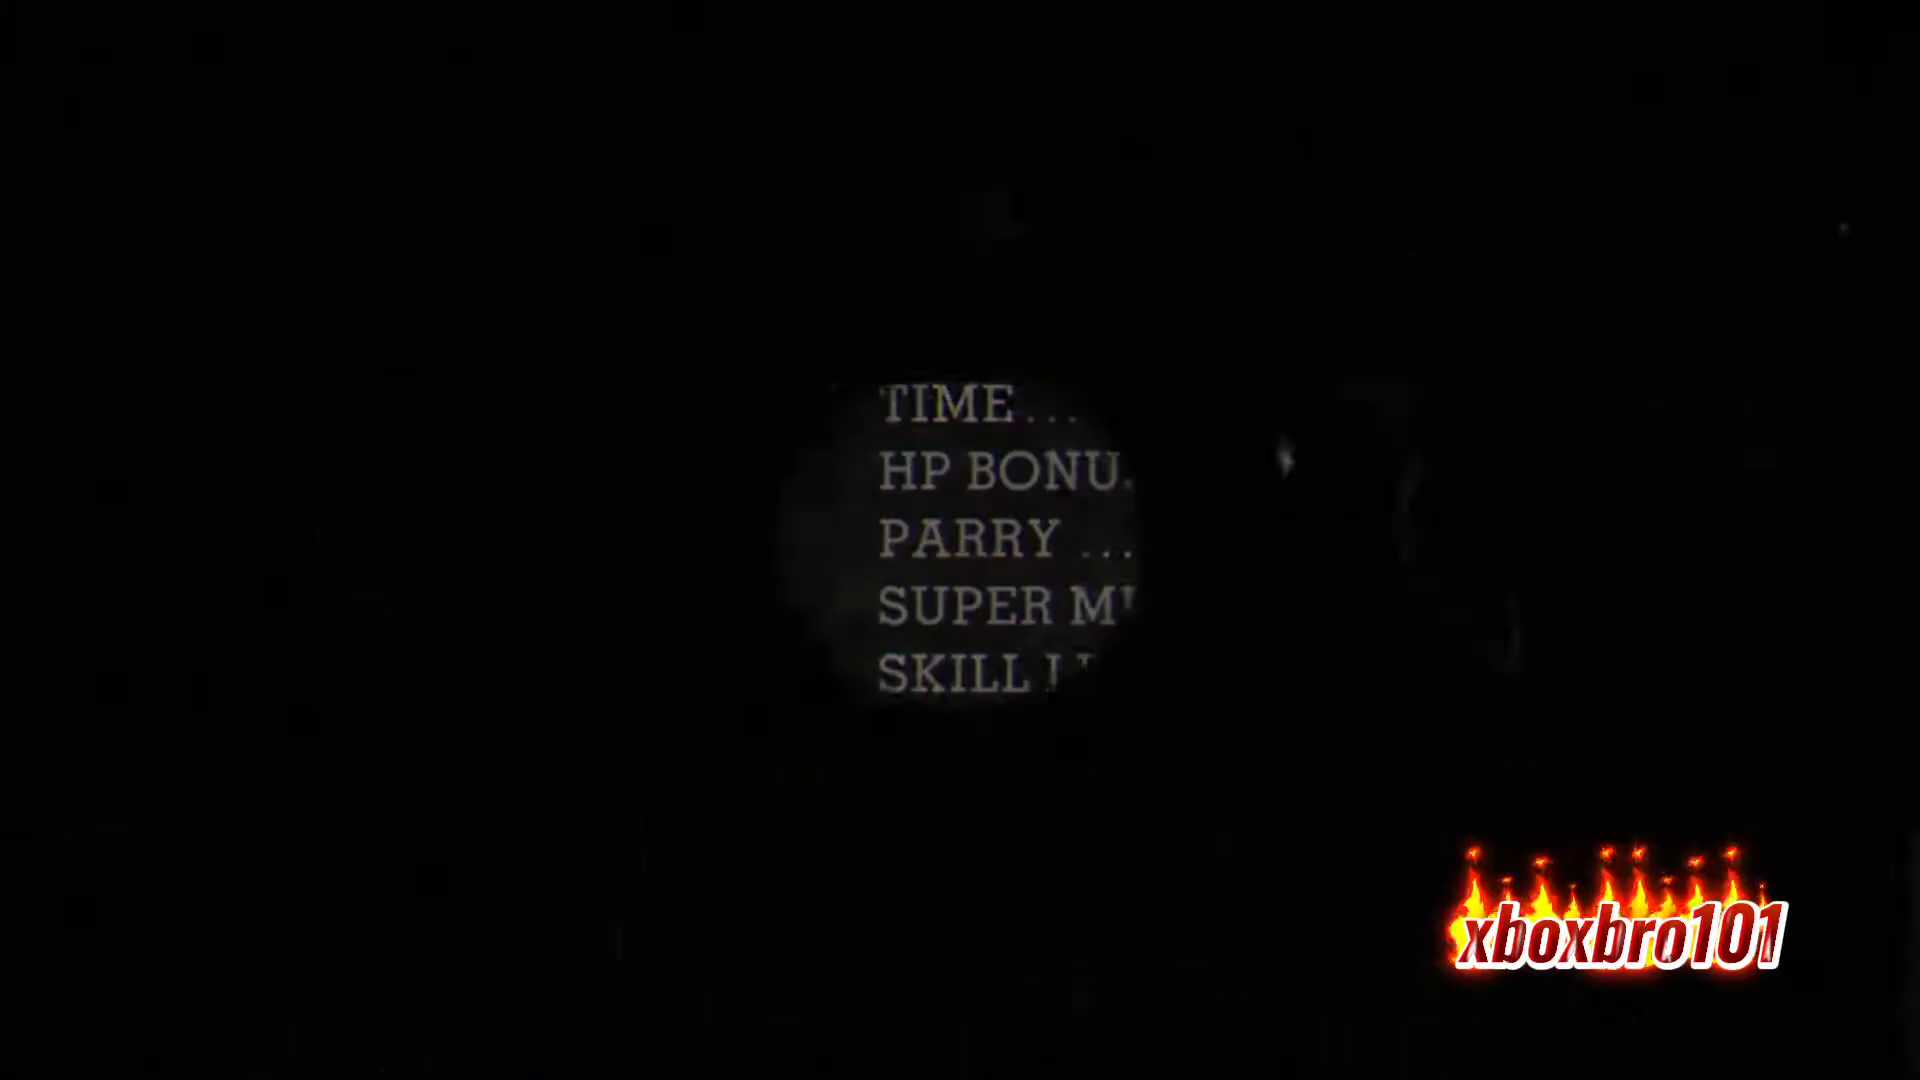 TIME...
HP BONU
PARRY ...
SUPER
SKILL
xboxbro101